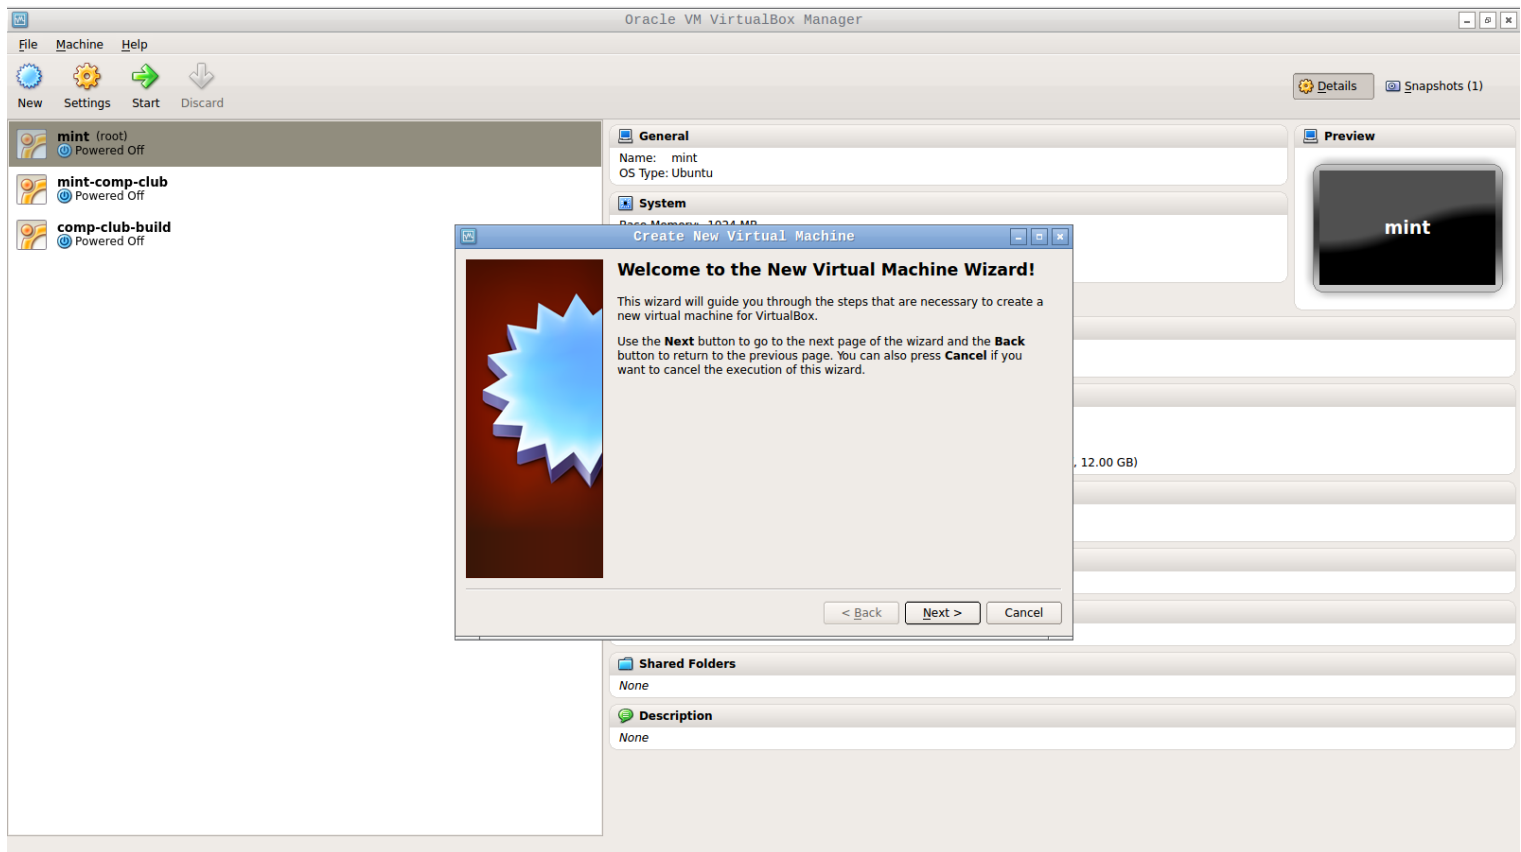 Oracle VM VirtualBox Manager
File Machine Help
New Settings Start Discard
Details Snapshots (1)
mint (root)
Powered Off
mint-comp-club
Powered Off
comp-club-build
Powered Off
General
Name: mint
OS Type: Ubuntu
System
Base Memory: 1024 MB
Preview
mint
Create New Virtual Machine
Welcome to the New Virtual Machine Wizard!
This wizard will guide you through the steps that are necessary to create a
new virtual machine for VirtualBox.
Use the Next button to go to the next page of the wizard and the Back
button to return to the previous page. You can also press Cancel if you
want to cancel the execution of this wizard.
< Back Next > Cancel
, 12.00 GB)
Shared Folders
None
Description
None